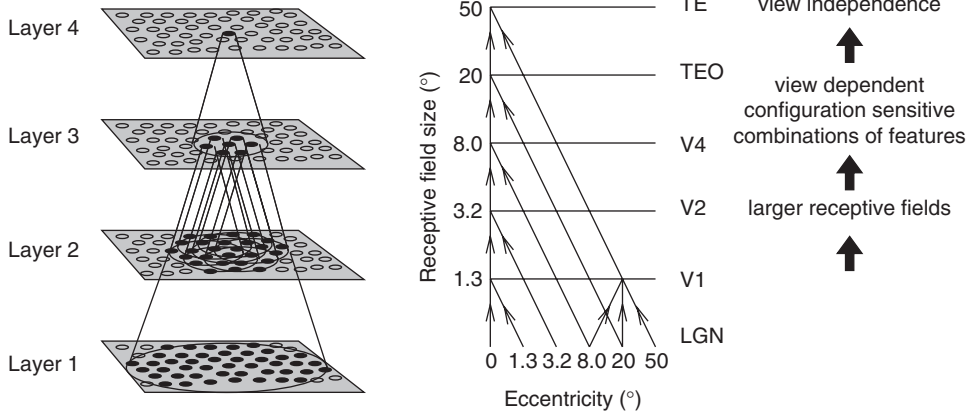 Layer 4
Layer 3
Layer 2
Layer 1
Receptive field size (°)
50
20
8.0
3.2
1.3
0 1.3 3.2 8.0 20 50
Eccentricity (°)
TE
TEO
V4
V2
V1
LGN
view independence
view dependent
configuration sensitive
combinations of features
larger receptive fields